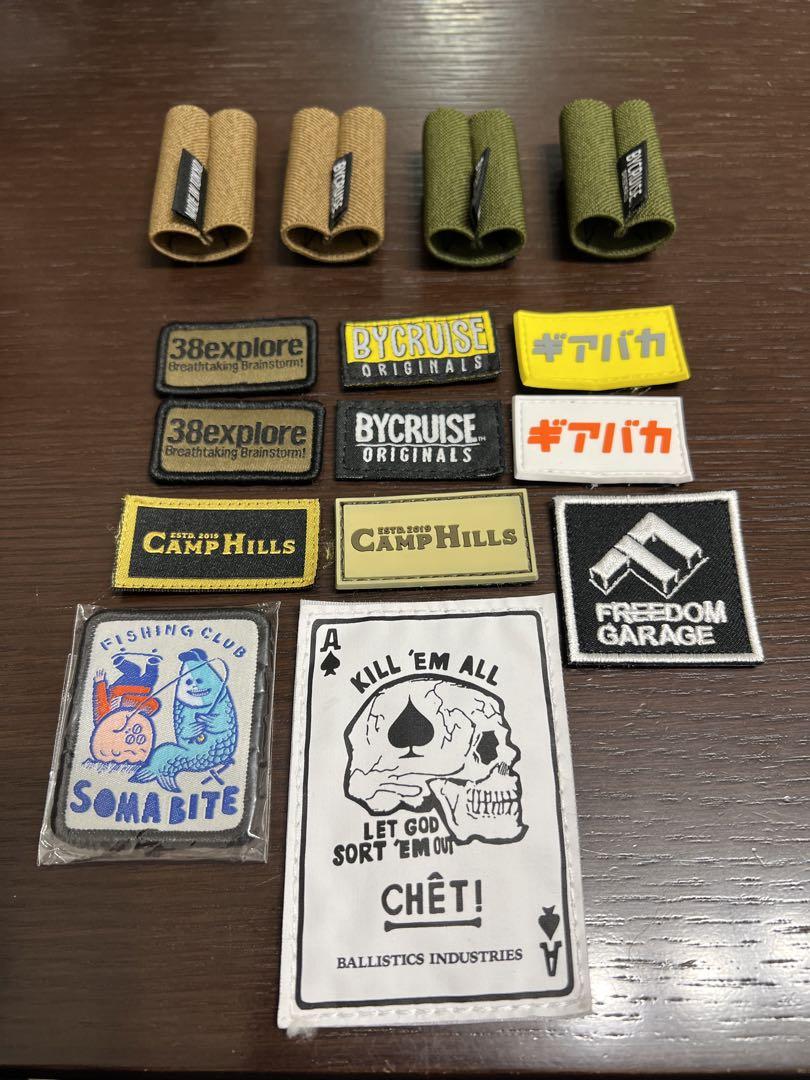 BYCRUISE
BYCRUISE
38explore
Breathtaking Brainstorm!
BYCRUISE
ORIGINALS
ギアバカ
38explore
Breathtaking Brainstorm!
BYCRUISE™
ORIGINALS
ギアバカ
ESTD. 2019
CAMP HILLS
ESTD. 2019
CAMP HILLS
FREEDOM
GARAGE
FISHING CLUB
SOMA BITE
A
KILL 'EM ALL
LET GOD
SORT 'EM OUT
CHÊT!
BALLISTICS INDUSTRIES
A